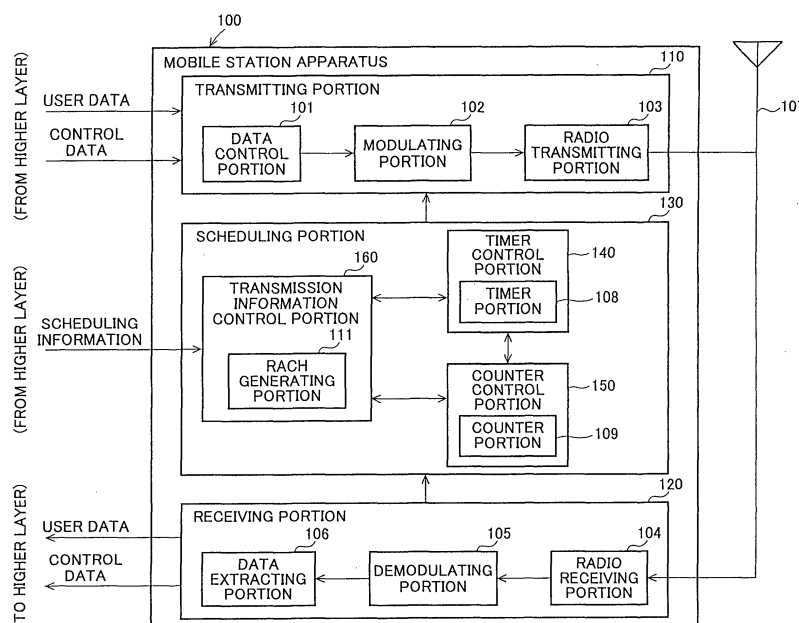 100
MOBILE STATION APPARATUS
110
TRANSMITTING PORTION
(FROM HIGHER LAYER)
USER DATA
CONTROL
DATA
101
DATA
CONTROL
PORTION
102
MODULATING
PORTION
103
RADIO
TRANSMITTING
PORTION
107
130
SCHEDULING PORTION
(FROM HIGHER LAYER)
SCHEDULING
INFORMATION
160
TRANSMISSION
INFORMATION
CONTROL PORTION
111
RACH
GENERATING
PORTION
TIMER
CONTROL
PORTION
140
TIMER
PORTION
108
COUNTER
CONTROL
PORTION
150
COUNTER
PORTION
109
120
RECEIVING PORTION
TO HIGHER LAYER)
USER DATA
CONTROL
DATA
106
DATA
EXTRACTING
PORTION
105
DEMODULATING
PORTION
104
RADIO
RECEIVING
PORTION